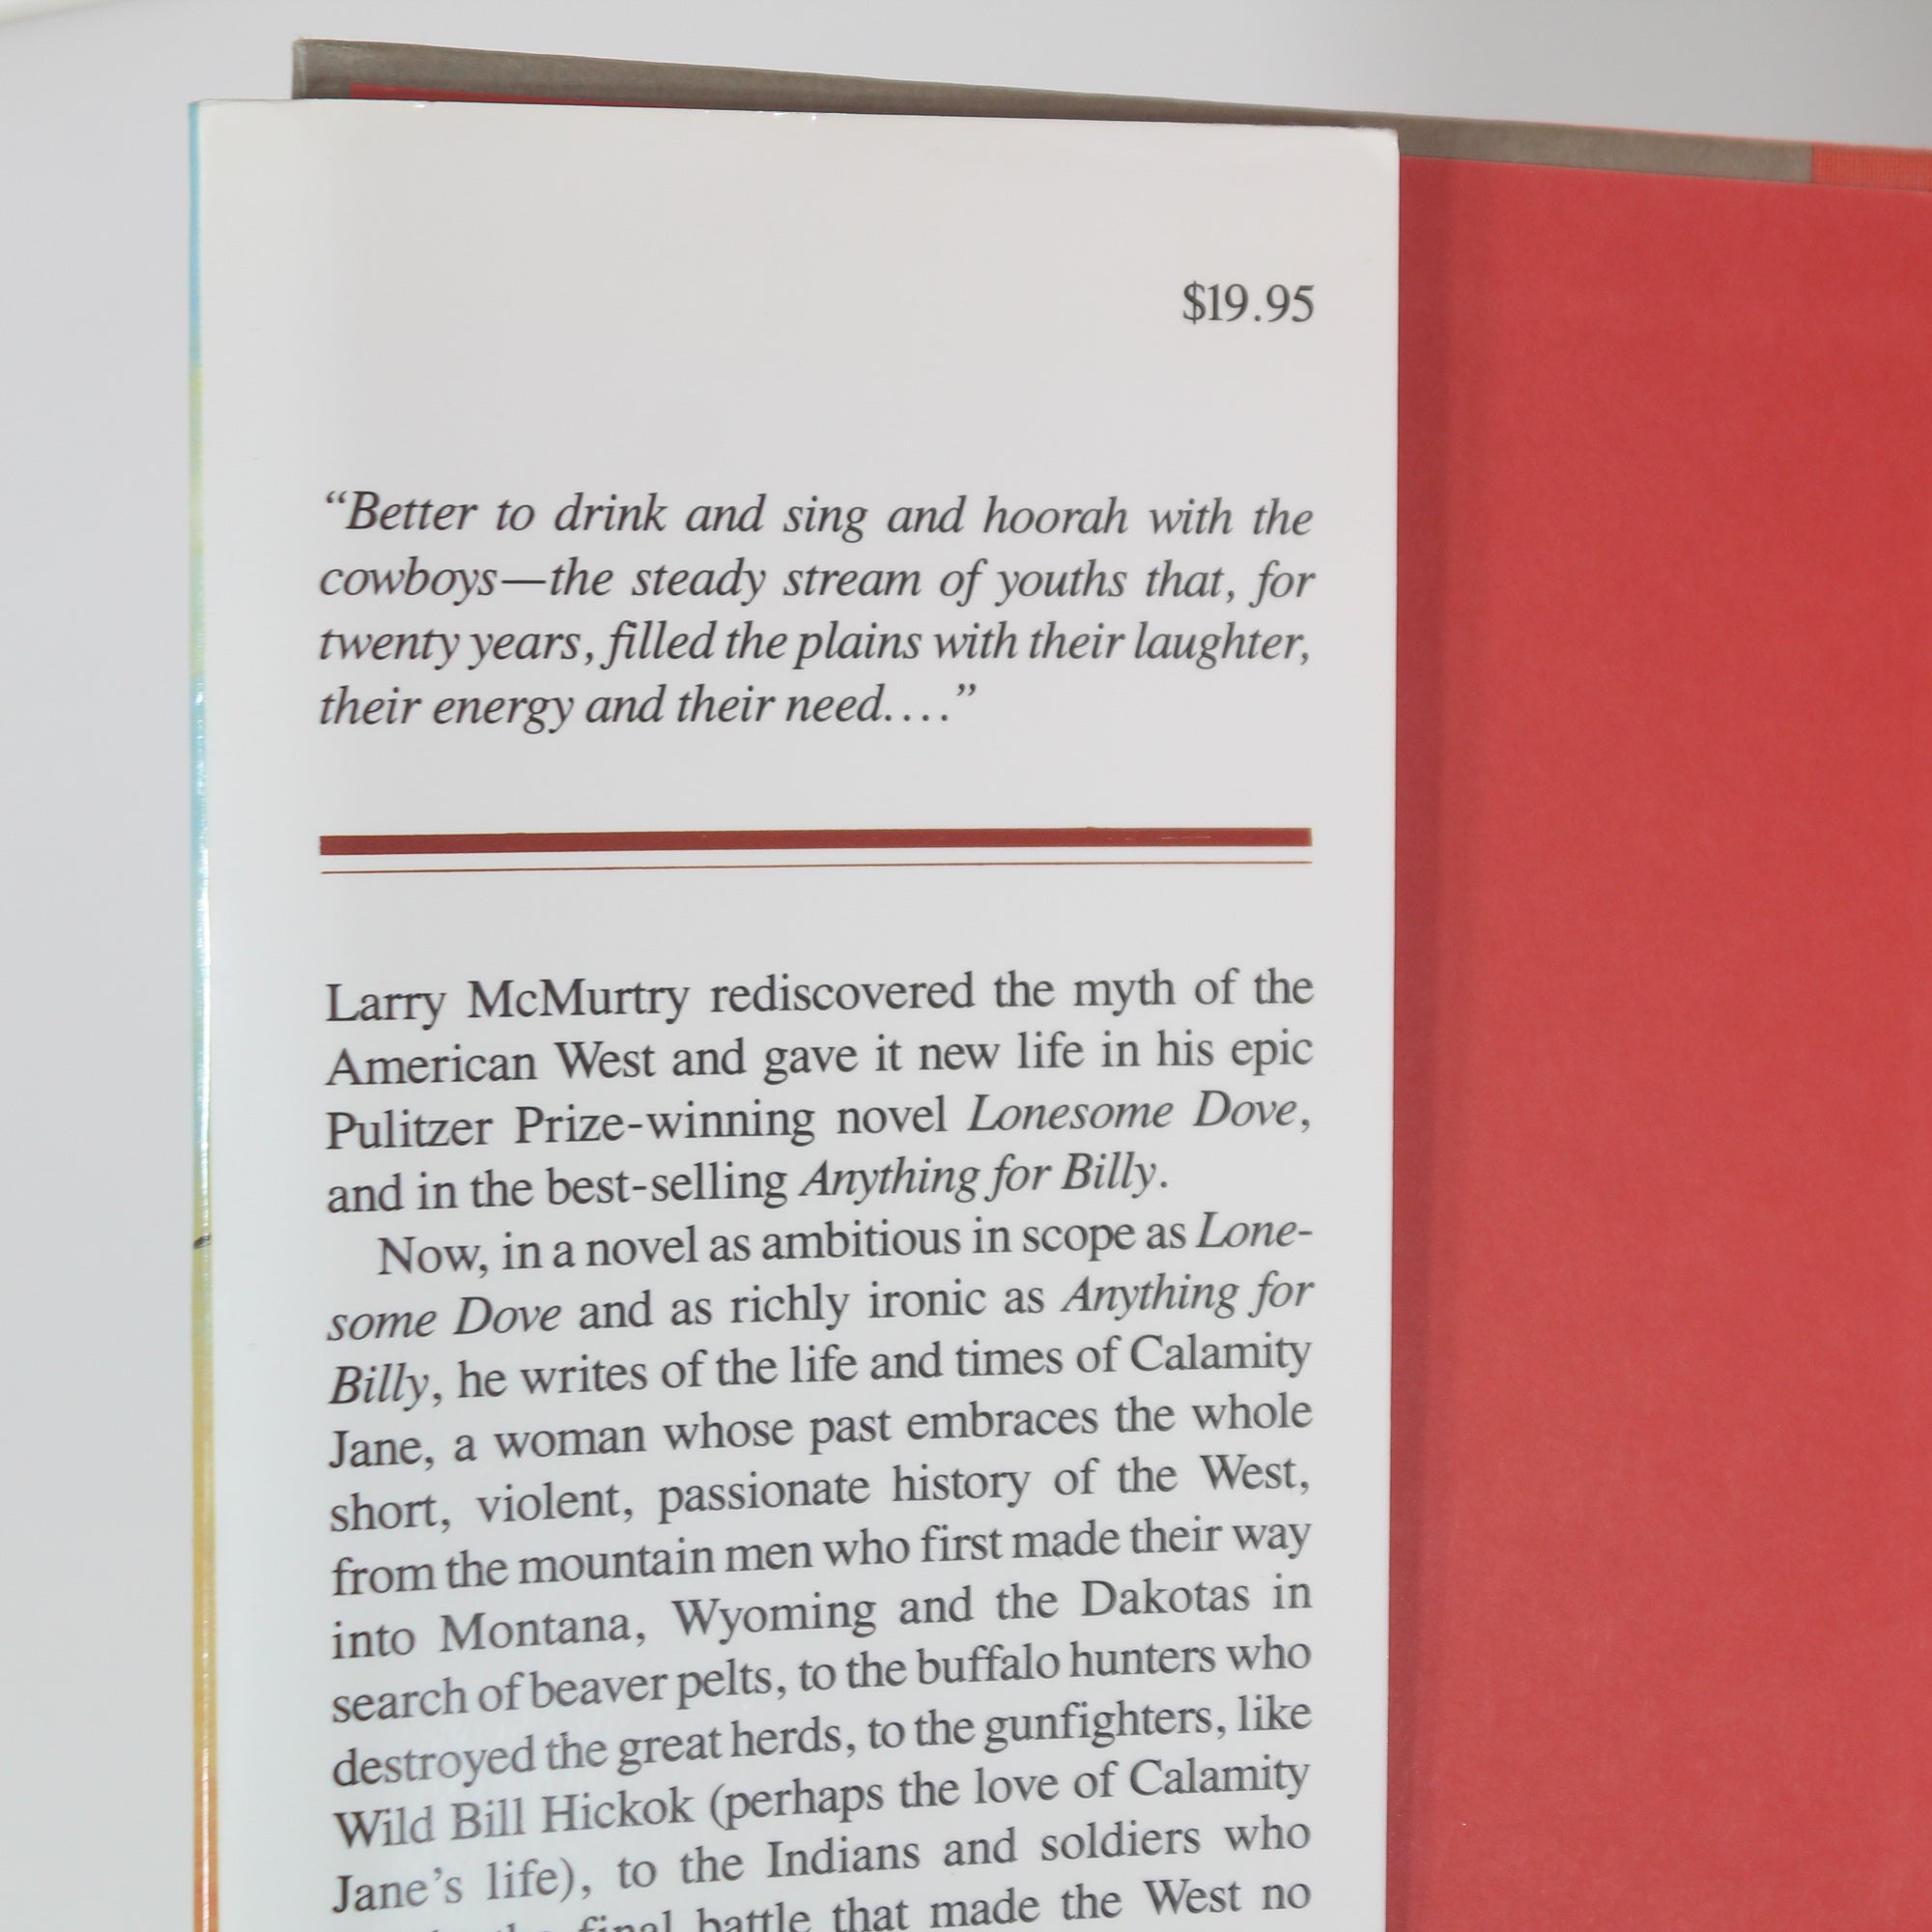 $19.95
“Better to drink and sing and hoorah with the
cowboys—the steady stream of youths that, for
twenty years, filled the plains with their laughter,
their energy and their need....”
Larry McMurtry rediscovered the myth of the
American West and gave it new life in his epic
Pulitzer Prize-winning novel Lonesome Dove,
and in the best-selling Anything for Billy.
Now, in a novel as ambitious in scope as Lone-
some Dove and as richly ironic as Anything for
Billy, he writes of the life and times of Calamity
Jane, a woman whose past embraces the whole
short, violent, passionate history of the West,
from the mountain men who first made their way
into Montana, Wyoming and the Dakotas in
search of beaver pelts, to the buffalo hunters who
destroyed the great herds, to the gunfighters, like
Wild Bill Hickok (perhaps the love of Calamity
Jane’s life), to the Indians and soldiers who
the final battle that made the West no